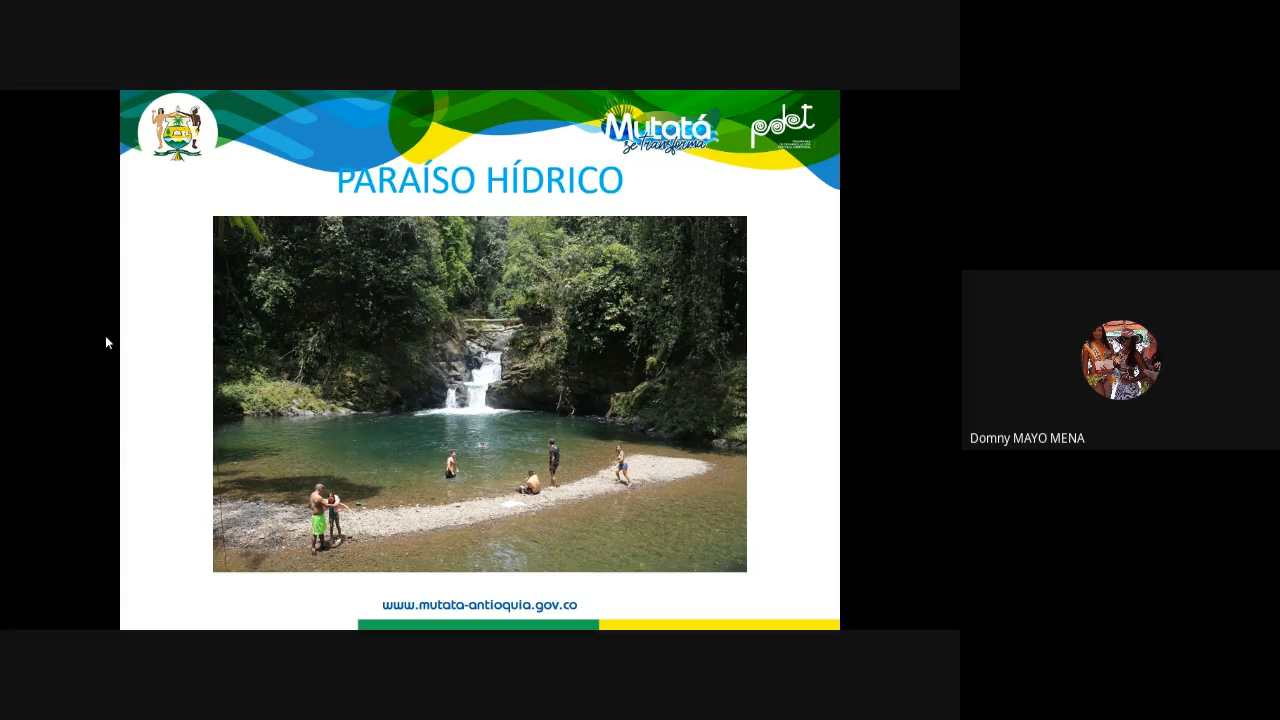 Mutatá
se transforma
pdet
PARAÍSO HÍDRICO
www.mutata-antioquia.gov.co
Domny MAYO MENA